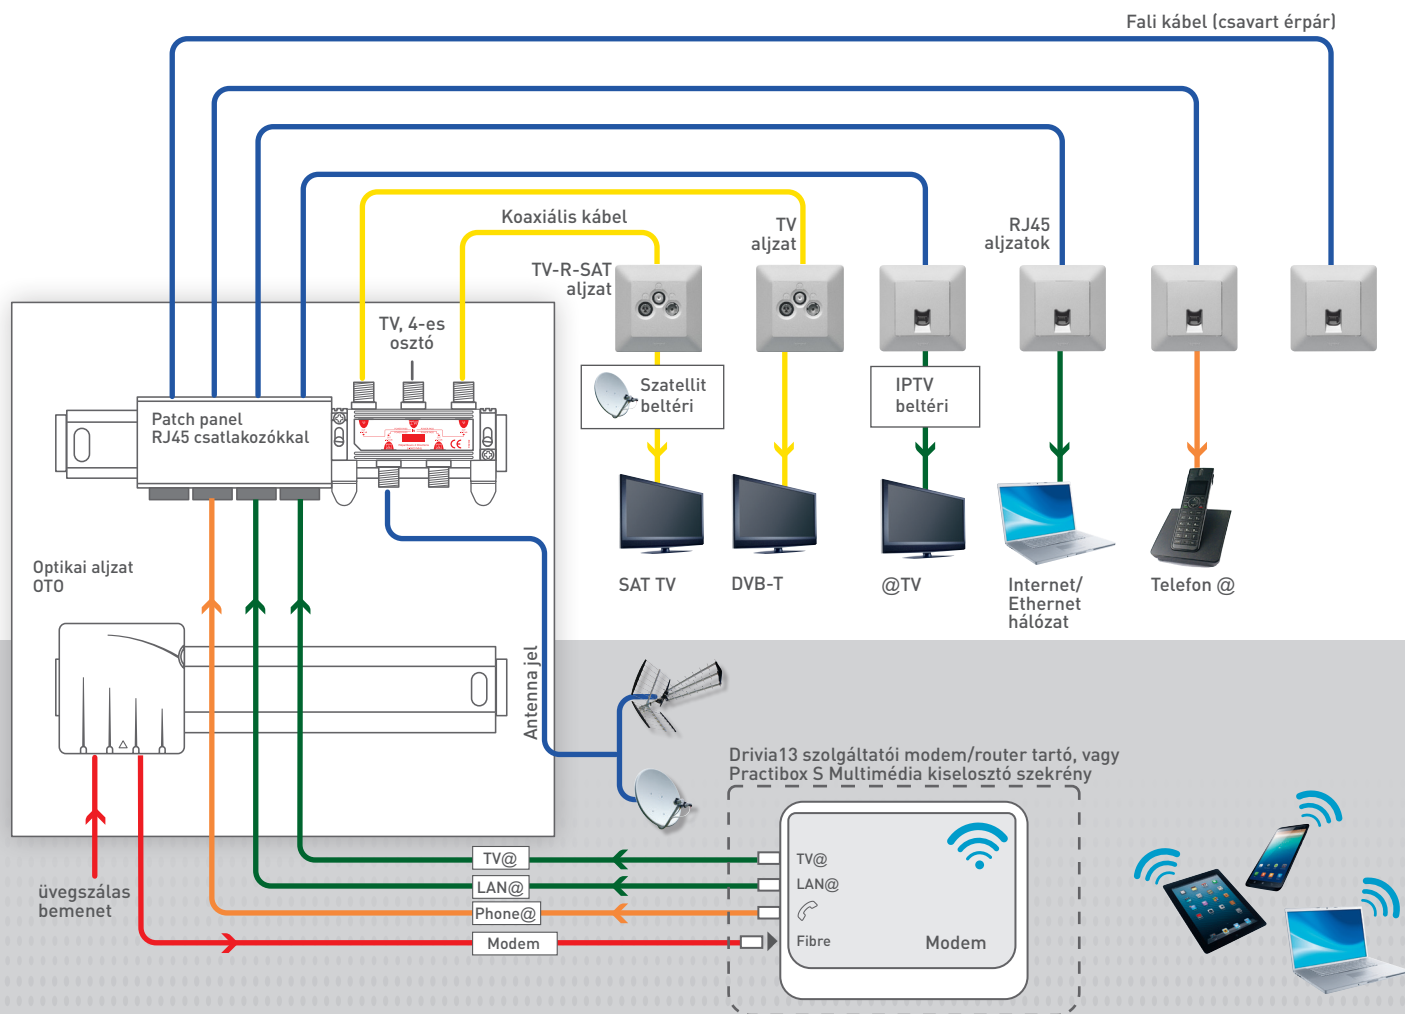 Fali kábel (csavart érpár)
Koaxiális kábel
TV
aljzat
RJ45
aljzatok
TV-R-SAT
aljzat
TV, 4-es
osztó
Szatellit
beltéri
IPTV
beltéri
Patch panel
RJ45 csatlakozókkal
CE
Optikai aljzat
OTO
SAT TV
DVB-T
@TV
Internet/
Ethernet
hálózat
Telefon @
Antenna jel
Drivia13 szolgáltatói modem/router tartó, vagy
Practibox S Multimédia kiselosztó szekrény
üvegszálas
bemenet
TV@
LAN@
Phone@
Modem
TV@
LAN@
Fibre
Modem